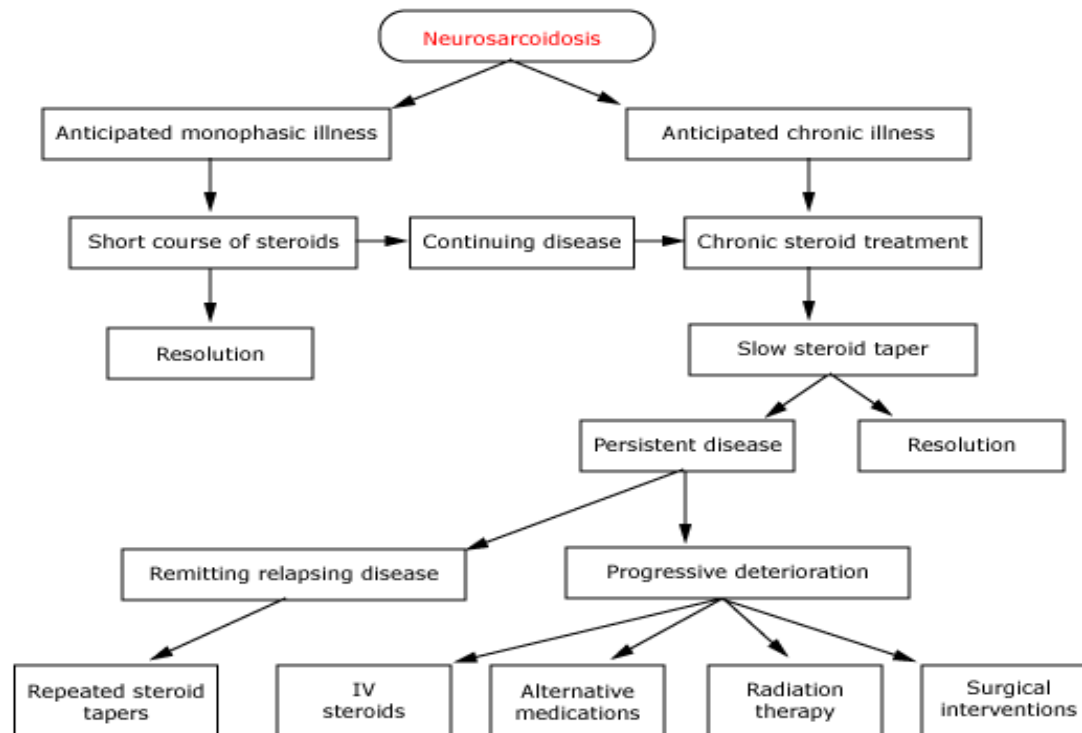 Neurosarcoidosis
Anticipated monophasic illness
Anticipated chronic illness
Short course of steroids
Continuing disease
Chronic steroid treatment
Resolution
Slow steroid taper
Persistent disease
Resolution
Remitting relapsing disease
Progressive deterioration
Repeated steroid
tapers
IV
steroids
Alternative
medications
Radiation
therapy
Surgical
interventions